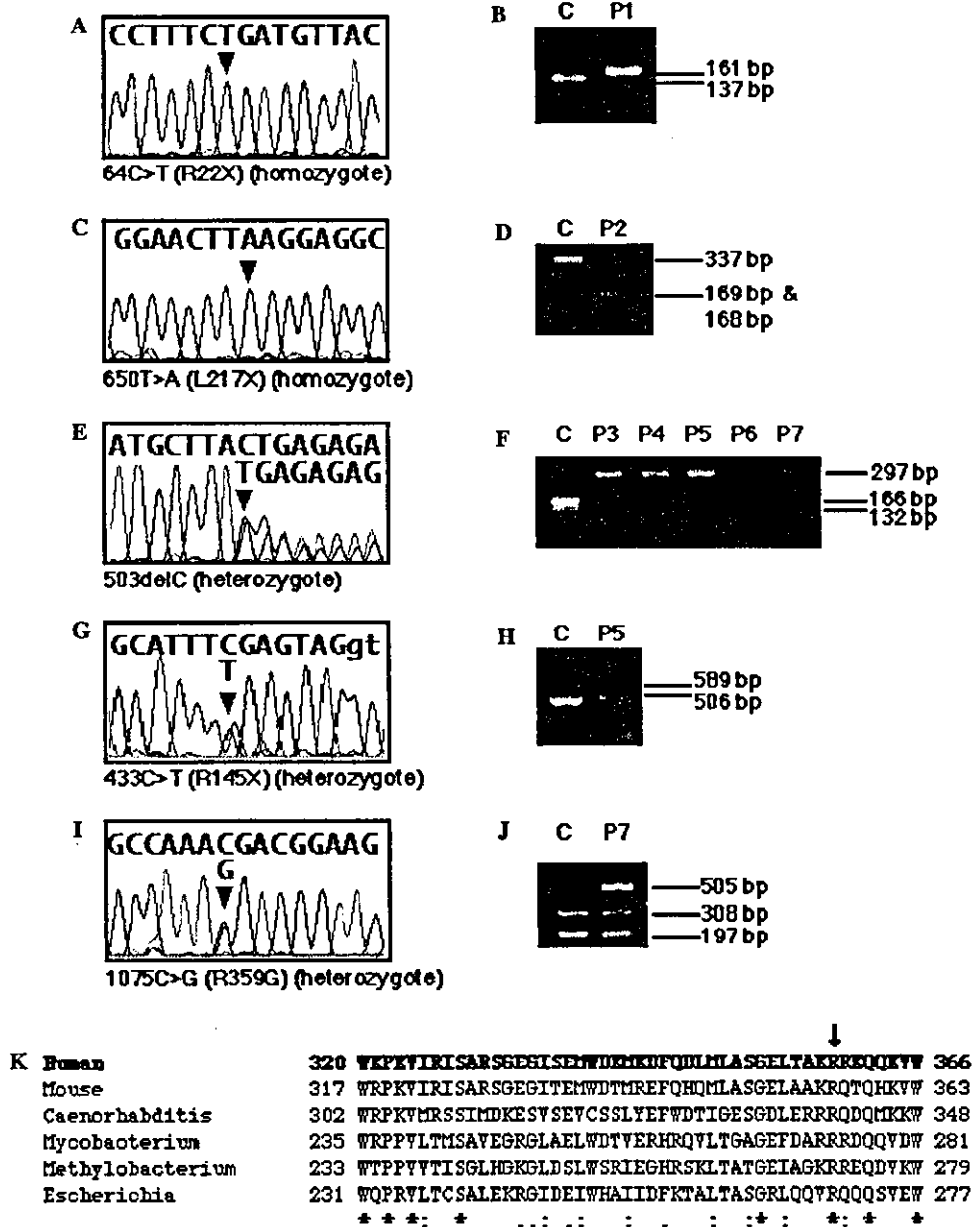 A
CCTTTCTGATGTTAC
64C>T (R22X) (homozygote)
B
C P1
161 bp
137 bp
C
GGAACTTAAGGAGGC
650T>A (L217X) (homozygote)
D
C P2
337 bp
169 bp &
168 bp
E
ATGCTTACTGAGAGA
TGAGAGAG
503delC (heterozygote)
F
C P3 P4 P5 P6 P7
297 bp
166 bp
132 bp
G
GCATTTCGAGTAGgt
T
433C>T (R145X) (heterozygote)
H
C P5
589 bp
506 bp
I
GCCAAACGACGGAAG
G
1075C>G (R359G) (heterozygote)
J
C P7
505 bp
308 bp
197 bp
K Human 320 WKPKVIRISARSGEGISEMWDKMKDFQDLMLASGELTAKRRKQQKVW 366
Mouse 317 WRPKVIRISARSGEGITEMWDTMREFQHQMLASGELAAKRQTQHKVW 363
Caenorhabditis 302 WRPKVMRSSIMDKESVSEVCSSLYEFWDTIGESGDLERRRQDQMKKW 348
Mycobacterium 235 WRPPVLTMSAVEGRGLAELWDTVERHRQVLTGAGEFDARRRDQQVDW 281
Methylobacterium 233 WTPPVVTISGLHGKGLDSLWSRIEGHRSKLTATGEIAGKRREQDVKW 279
Escherichia 231 WQPRVLTCSALEKRGIDEIWHAIIDFKTALTASGRLQQVRQQQSVEW 277